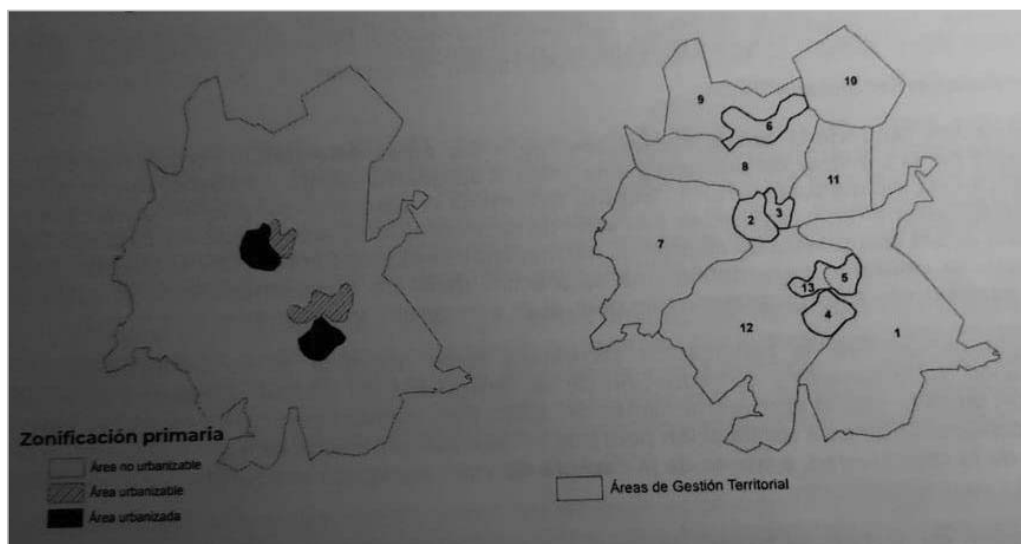 Zonificación primaria
Área no urbanizable
Área urbanizable
Área urbanizada
10
9
6
8
11
2
3
7
5
13
4
12
1
Áreas de Gestión Territorial